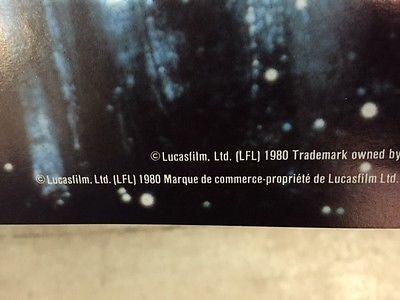 © Lucasfilm, Ltd. (LFL) 1980 Trademark owned by
© Lucasfilm, Ltd. (LFL) 1980 Marque de commerce-propriété de Lucasfilm Ltd.